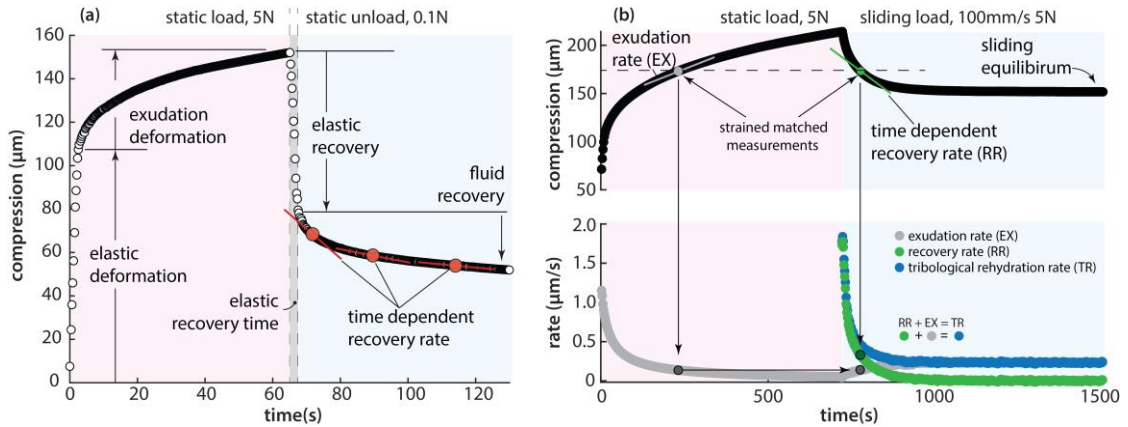 (a)
static load, 5N
static unload, 0.1N
160
140
120
100
80
60
40
20
0
compression (μm)
exudation
deformation
elastic
deformation
elastic
recovery
fluid
recovery
elastic
recovery time
time dependent
recovery rate
0
20
40
60
80
100
120
time(s)
(b)
static load, 5N
sliding load, 100mm/s 5N
200
150
100
50
compression (μm)
exudation
rate (EX)
sliding
equilibirum
strained matched
measurements
time dependent
recovery rate (RR)
2.0
1.5
1.0
0.5
0
rate (μm/s)
exudation rate (EX)
recovery rate (RR)
tribological rehydration rate (TR)
RR + EX = TR
+ =
0
500
1000
1500
time(s)